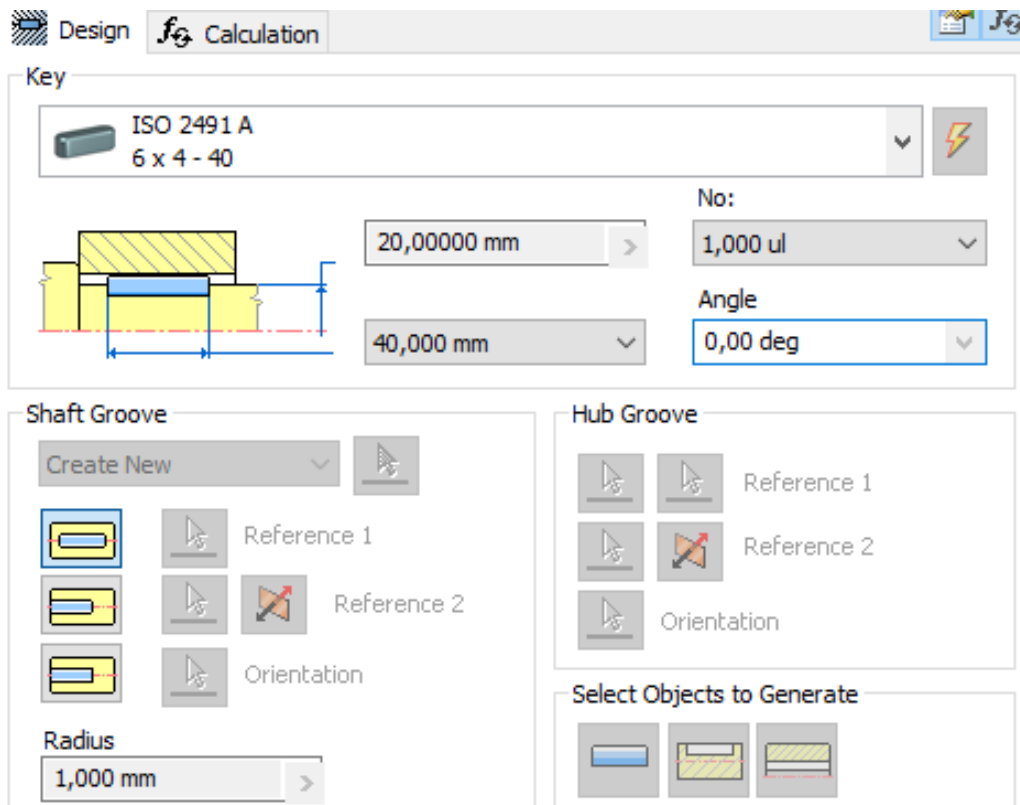 Design
Calculation
Key
ISO 2491 A
6 x 4 - 40
No:
20,00000 mm
1,000 ul
Angle
40,000 mm
0,00 deg
Shaft Groove
Hub Groove
Create New
Reference 1
Reference 1
Reference 2
Reference 2
Orientation
Orientation
Select Objects to Generate
Radius
1,000 mm